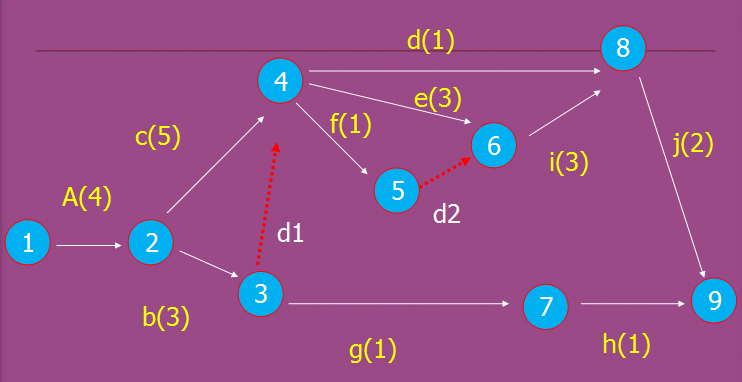 d(1)
8
4
e(3)
f(1)
c(5)
6
j(2)
i(3)
5
A(4)
d2
d1
1
2
3
7
9
b(3)
g(1)
h(1)